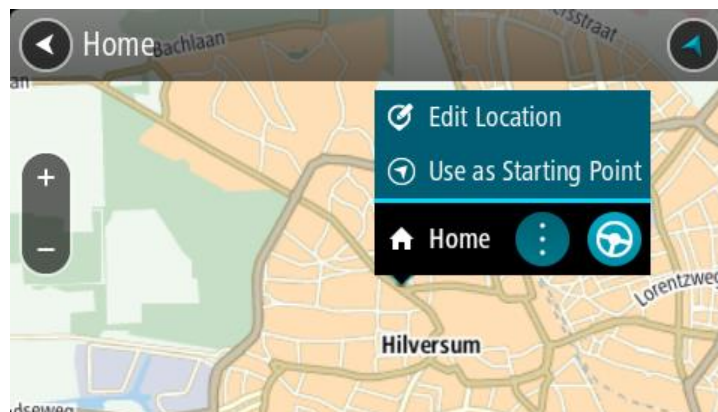 Home
Bachlaan
Edit Location
Use as Starting Point
Home
Lorentzweg
Hilversum